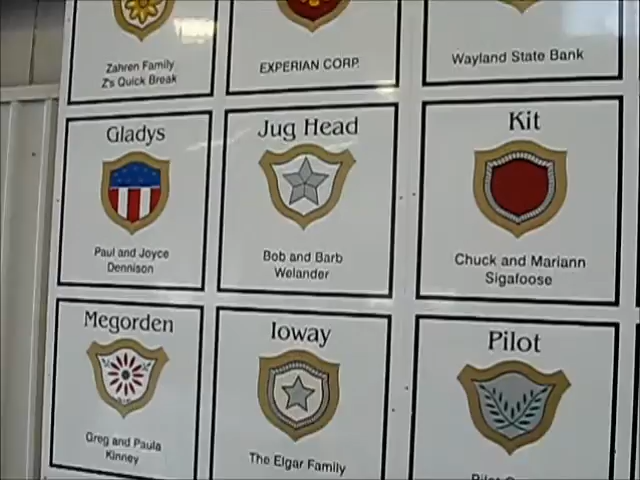 Zahren Family
Z's Quick Break
EXPERIAN CORP.
Wayland State Bank
Gladys
Paul and Joyce
Dennison
Jug Head
Bob and Barb
Welander
Kit
Chuck and Mariann
Sigafoose
Megorden
Greg and Paula
Kinney
Ioway
The Elgar Family
Pilot